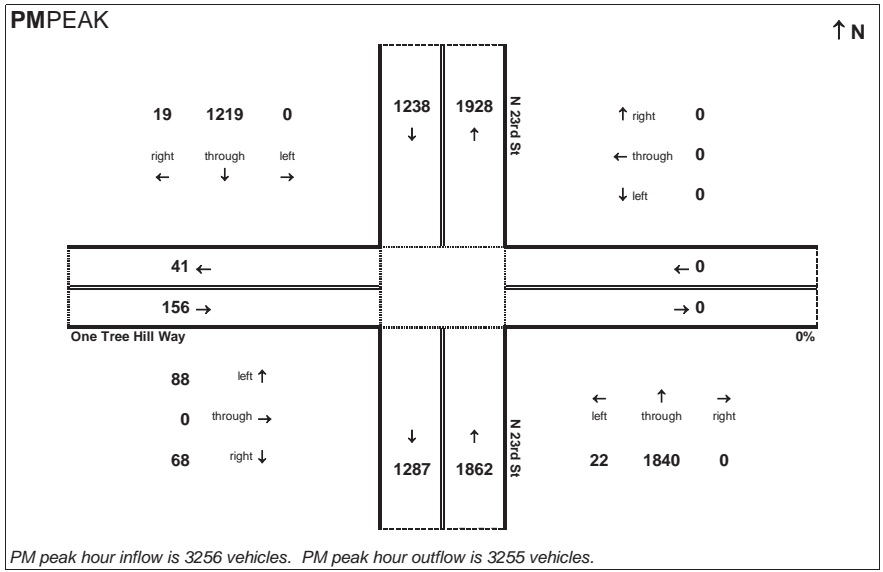 PMPEAK
↑ N
19 1219 0
right through left
← ↓ →
1238 1928
↓ ↑
N 23rd St
↑ right 0
← through 0
↓ left 0
41 ←
156 →
← 0
→ 0
One Tree Hill Way
0%
88 left ↑
0 through →
68 right ↓
↓ ↑
1287 1862
N 23rd St
← ↑ →
left through right
22 1840 0
PM peak hour inflow is 3256 vehicles. PM peak hour outflow is 3255 vehicles.